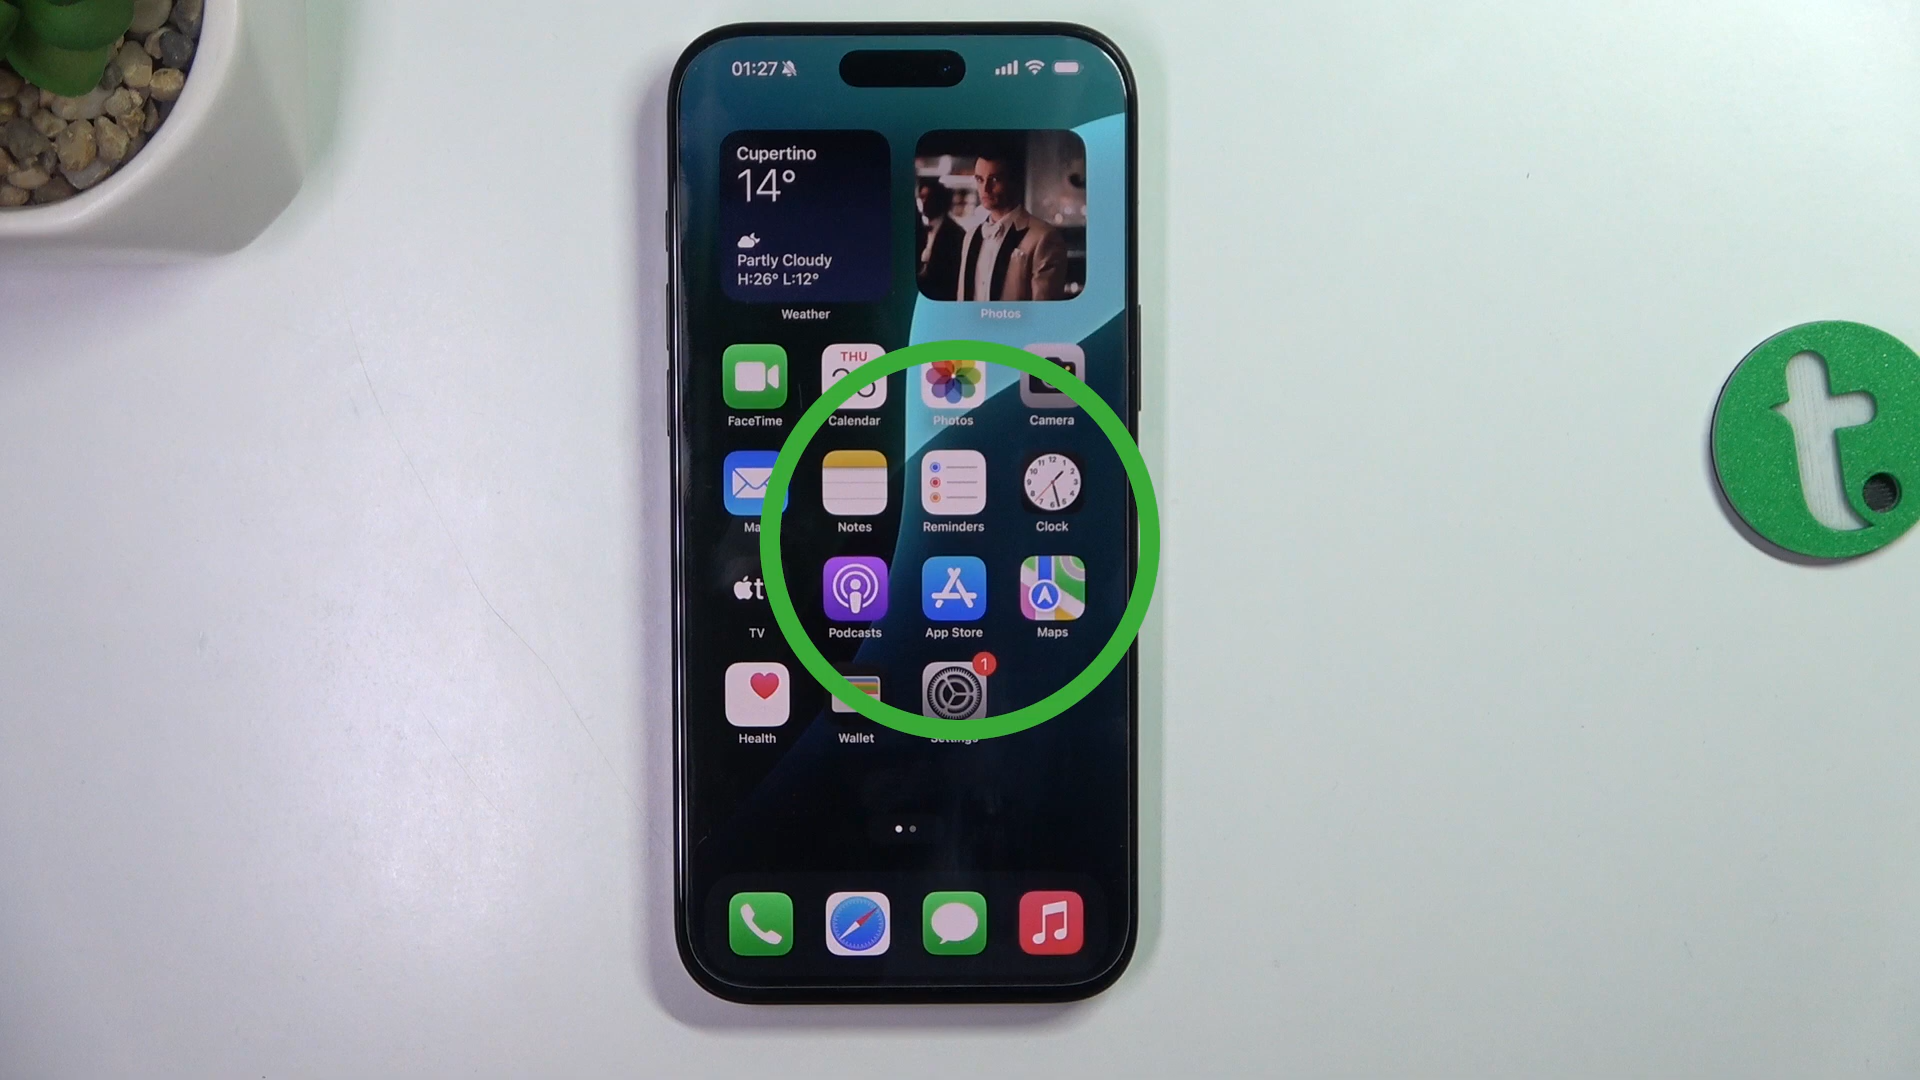 01:27
Cupertino
14°
Partly Cloudy
H:26° L:12°
Weather
Photos
THU
FaceTime
Calendar
Photos
Camera
Notes
Reminders
Clock
TV
Podcasts
App Store
Maps
1
Health
Wallet
t.